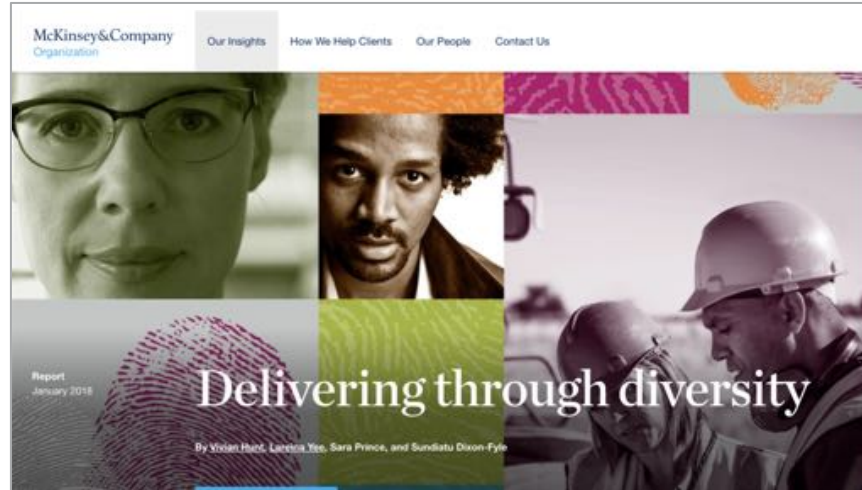 McKinsey&Company
Organization
Our Insights How We Help Clients Our People Contact Us
Report
January 2018
Delivering through diversity
By Vivian Hunt, Lareina Yee, Sara Prince, and Sundiatu Dixon-Fyle